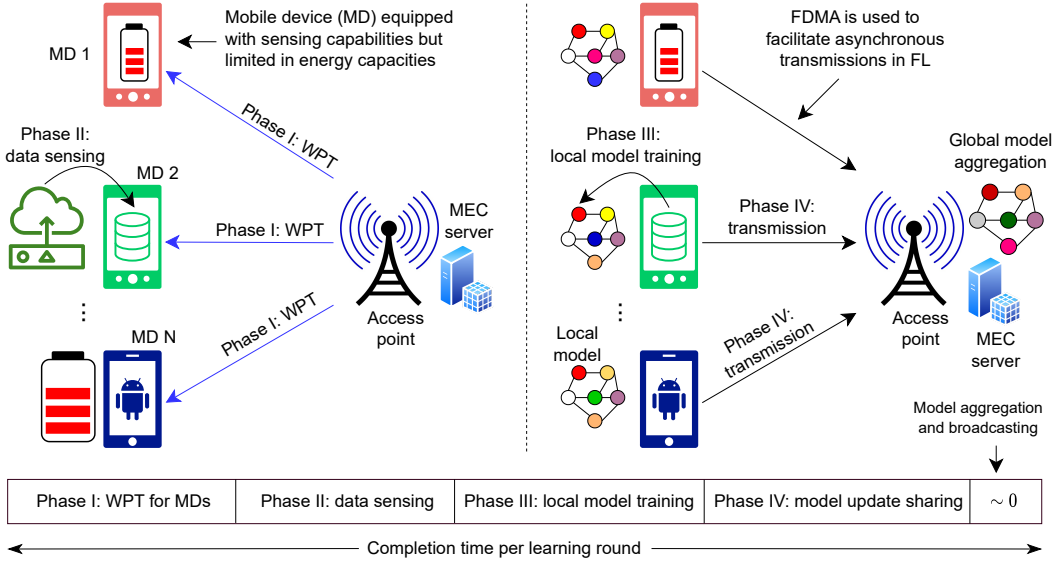 MD 1
Mobile device (MD) equipped
with sensing capabilities but
limited in energy capacities
Phase I: WPT
Phase II:
data sensing
MD 2
Phase I: WPT
MEC
server
Access
point
⋮
Phase I: WPT
MD N
FDMA is used to
facilitate asynchronous
transmissions in FL
Phase III:
local model training
Global model
aggregation
Phase IV:
transmission
⋮
Access
point
MEC
server
Local
model
Phase IV:
transmission
Model aggregation
and broadcasting
Phase I: WPT for MDs
Phase II: data sensing
Phase III: local model training
Phase IV: model update sharing
~ 0
Completion time per learning round